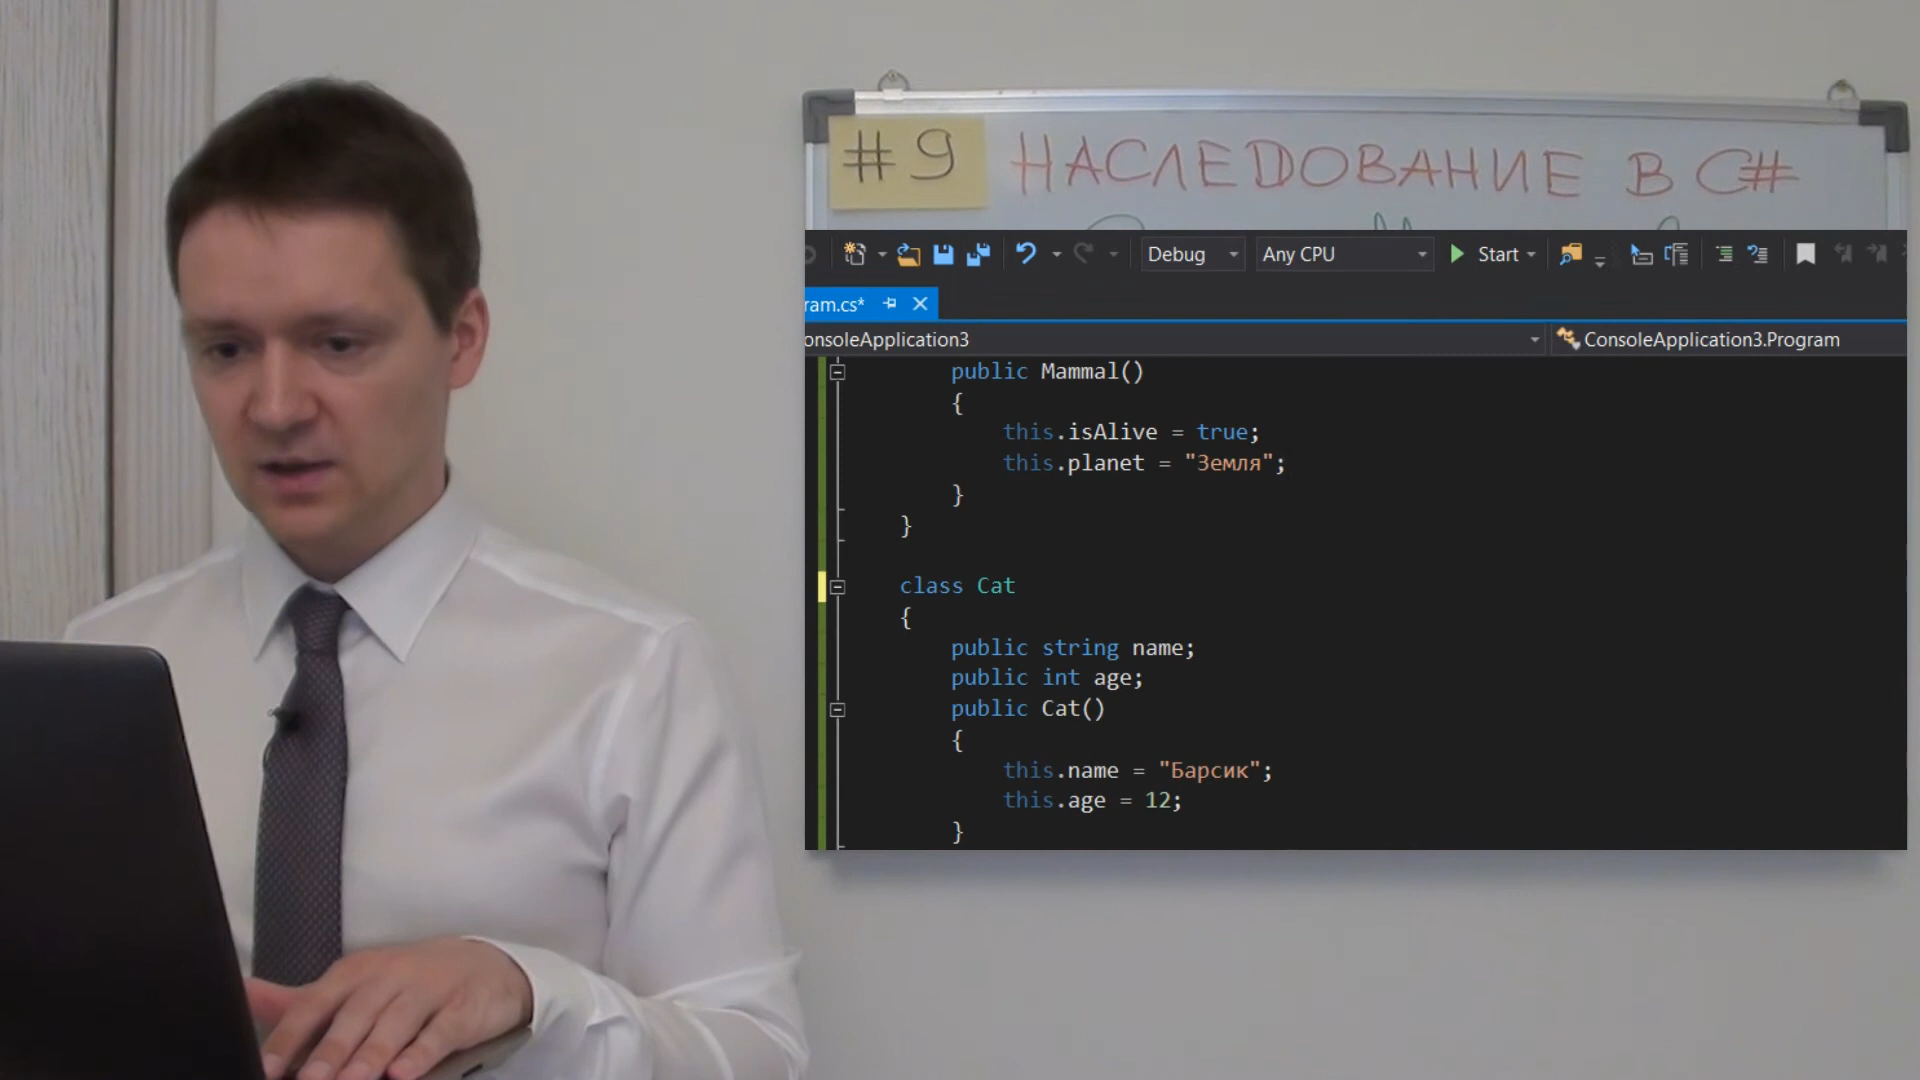 #9 НАСЛЕДОВАНИЕ В C#
Debug Any CPU Start
ram.cs*
onsoleApplication3 ConsoleApplication3.Program
public Mammal()
{
this.isAlive = true;
this.planet = "Земля";
}
}
class Cat
{
public string name;
public int age;
public Cat()
{
this.name = "Барсик";
this.age = 12;
}